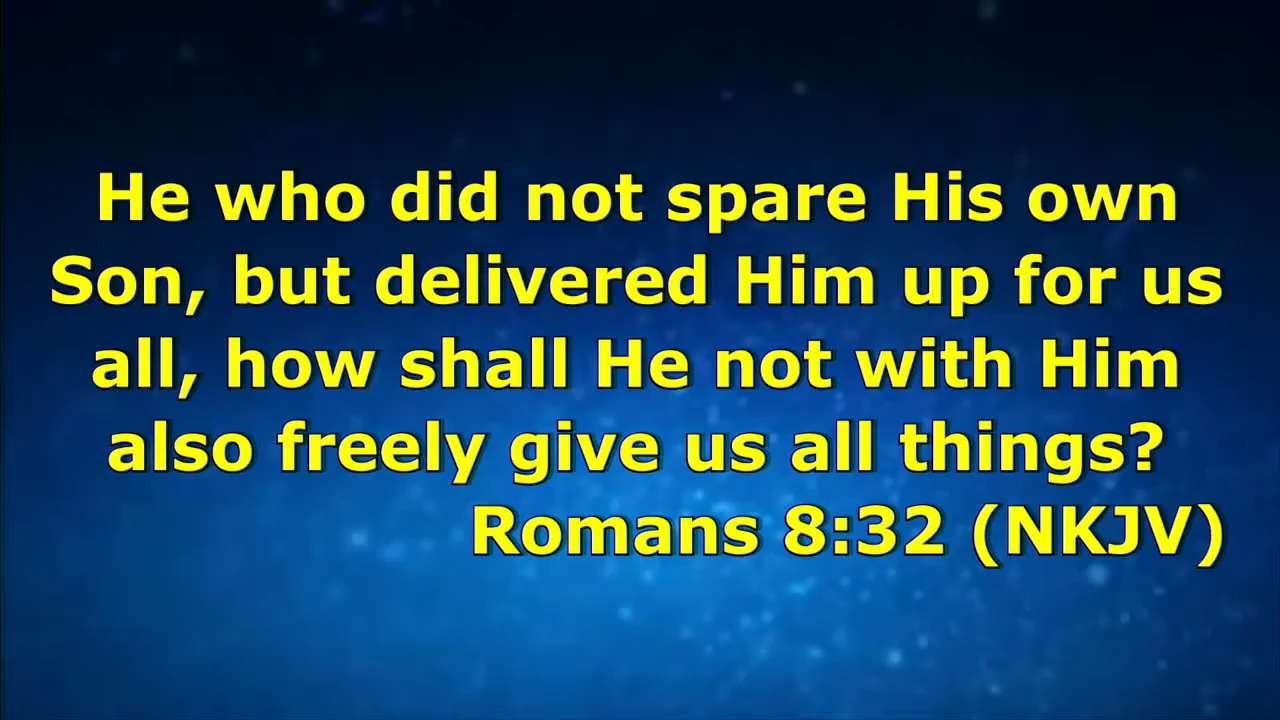 He who did not spare His own
Son, but delivered Him up for us
all, how shall He not with Him
also freely give us all things?
Romans 8:32 (NKJV)